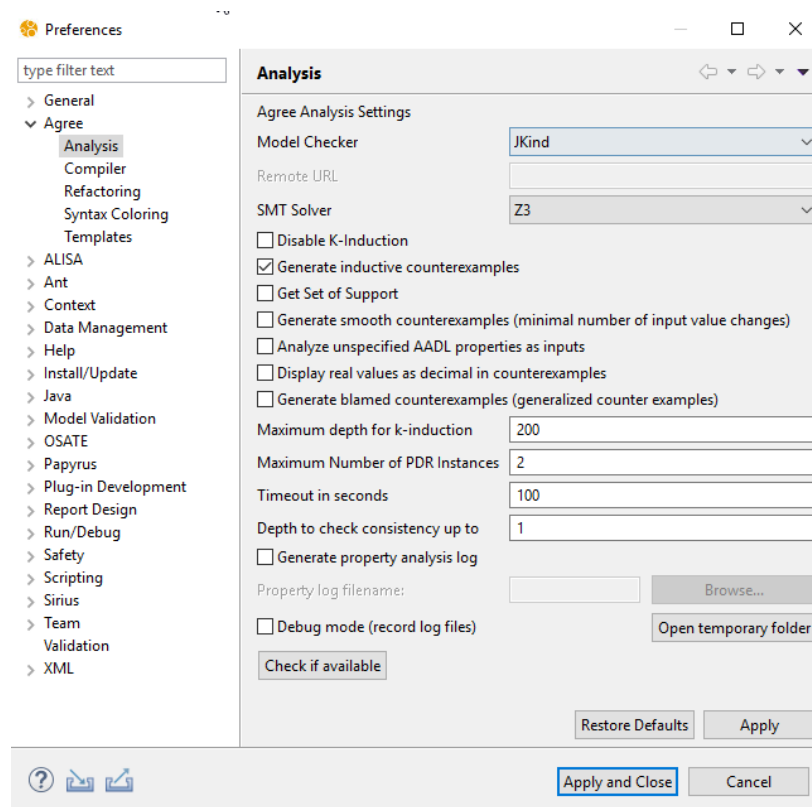 Preferences
type filter text
General
Agree
Analysis
Compiler
Refactoring
Syntax Coloring
Templates
ALISA
Ant
Context
Data Management
Help
Install/Update
Java
Model Validation
OSATE
Papyrus
Plug-in Development
Report Design
Run/Debug
Safety
Scripting
Sirius
Team
Validation
XML
Analysis
Agree Analysis Settings
Model Checker JKind
Remote URL
SMT Solver Z3
Disable K-Induction
Generate inductive counterexamples
Get Set of Support
Generate smooth counterexamples (minimal number of input value changes)
Analyze unspecified AADL properties as inputs
Display real values as decimal in counterexamples
Generate blamed counterexamples (generalized counter examples)
Maximum depth for k-induction 200
Maximum Number of PDR Instances 2
Timeout in seconds 100
Depth to check consistency up to 1
Generate property analysis log
Property log filename: Browse...
Debug mode (record log files) Open temporary folder
Check if available
Restore Defaults Apply
Apply and Close Cancel